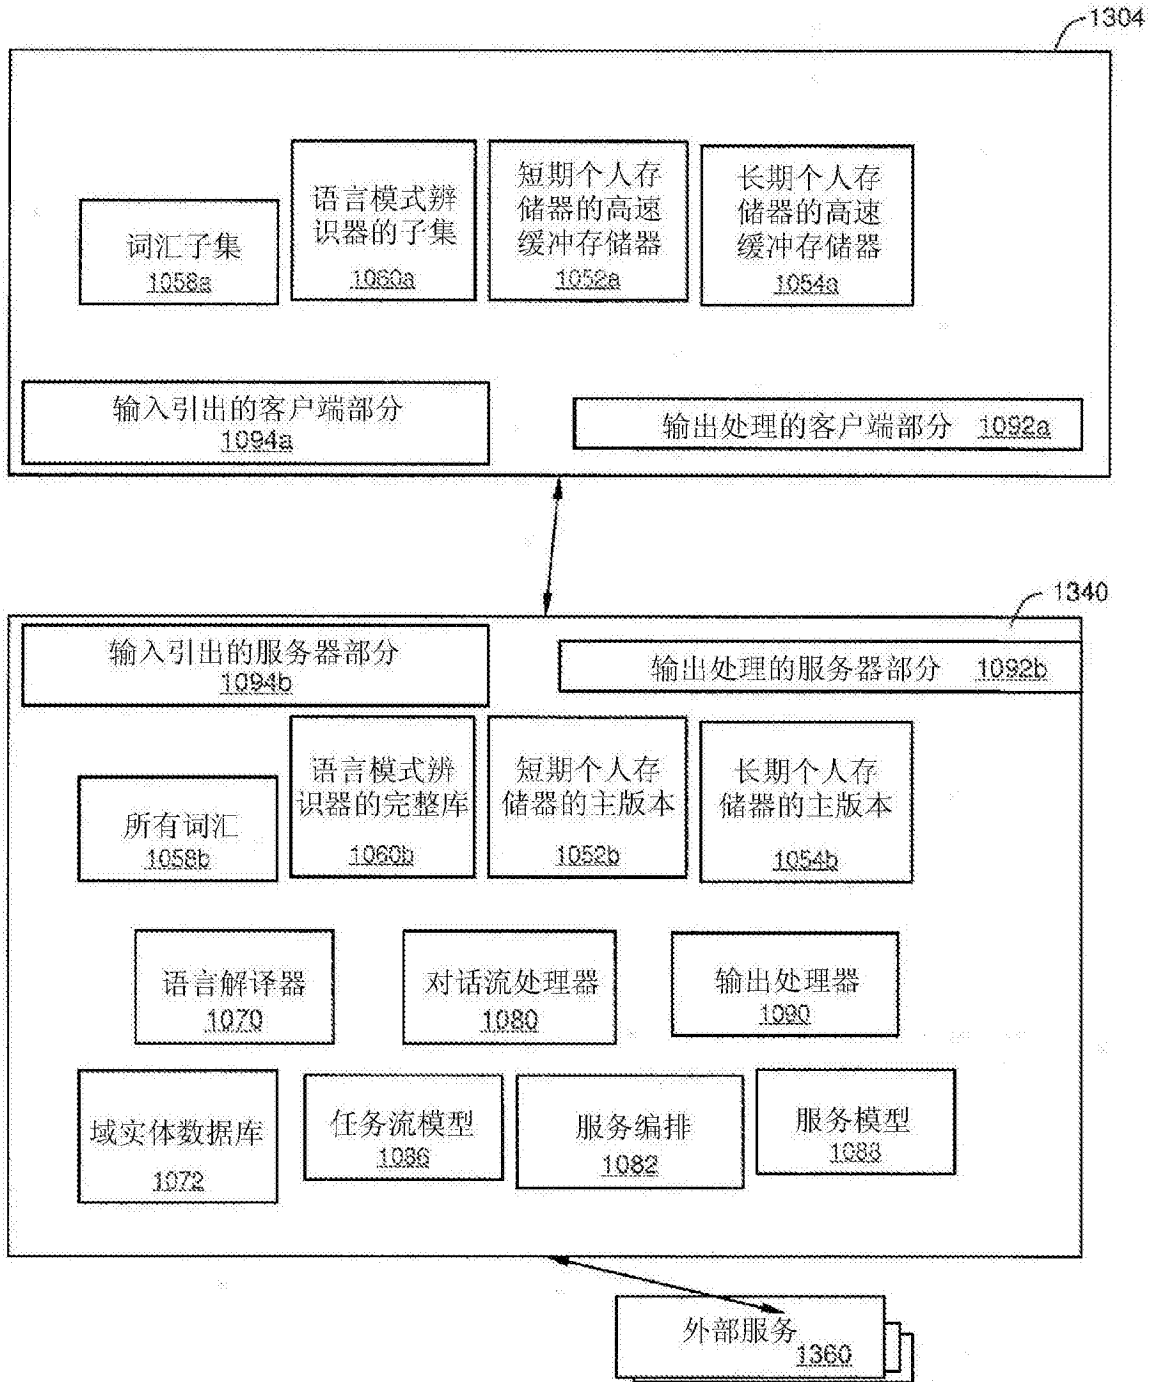 1304
词汇子集
1058a
语言模式辨
识器的子集
1060a
短期个人存
储器的高速
缓冲存储器
1052a
长期个人存
储器的高速
缓冲存储器
1054a
输入引出的客户端部分
1094a
输出处理的客户端部分 1092a
1340
输入引出的服务器部分
1094b
输出处理的服务器部分 1092b
所有词汇
1058b
语言模式辨
识器的完整库
1060b
短期个人存
储器的主版本
1052b
长期个人存
储器的主版本
1054b
语言解译器
1070
对话流处理器
1080
输出处理器
1090
域实体数据库
1072
任务流模型
1086
服务编排
1082
服务模型
1088
外部服务
1360